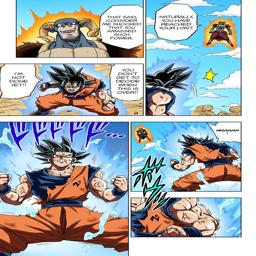 NATURALLY,
YOU HAVE
REACHED
YOUR LIMIT.
THAT SAID,
CONSIDER
ME SHOCKED
THAT YOU
AMASSED
SUCH
POWER.
YOU DON'T
GET TO
DECIDE
WHEN
THIS IS
OVER!!
I'M
NOT
DONE
YET!!